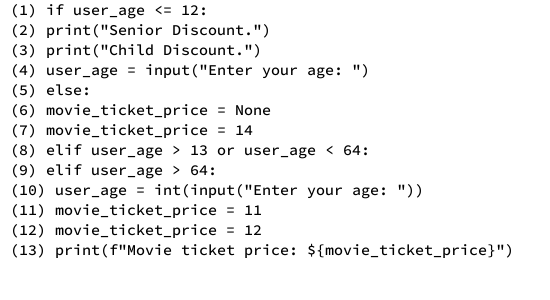 (1) if user_age <= 12:
(2) print("Senior Discount.")
(3) print("Child Discount.")
(4) user_age = input("Enter your age: ")
(5) else:
(6) movie_ticket_price = None
(7) movie_ticket_price = 14
(8) elif user_age > 13 or user_age < 64:
(9) elif user_age > 64:
(10) user_age = int(input("Enter your age: "))
(11) movie_ticket_price = 11
(12) movie_ticket_price = 12
(13) print(f"Movie ticket price: ${movie_ticket_price}")